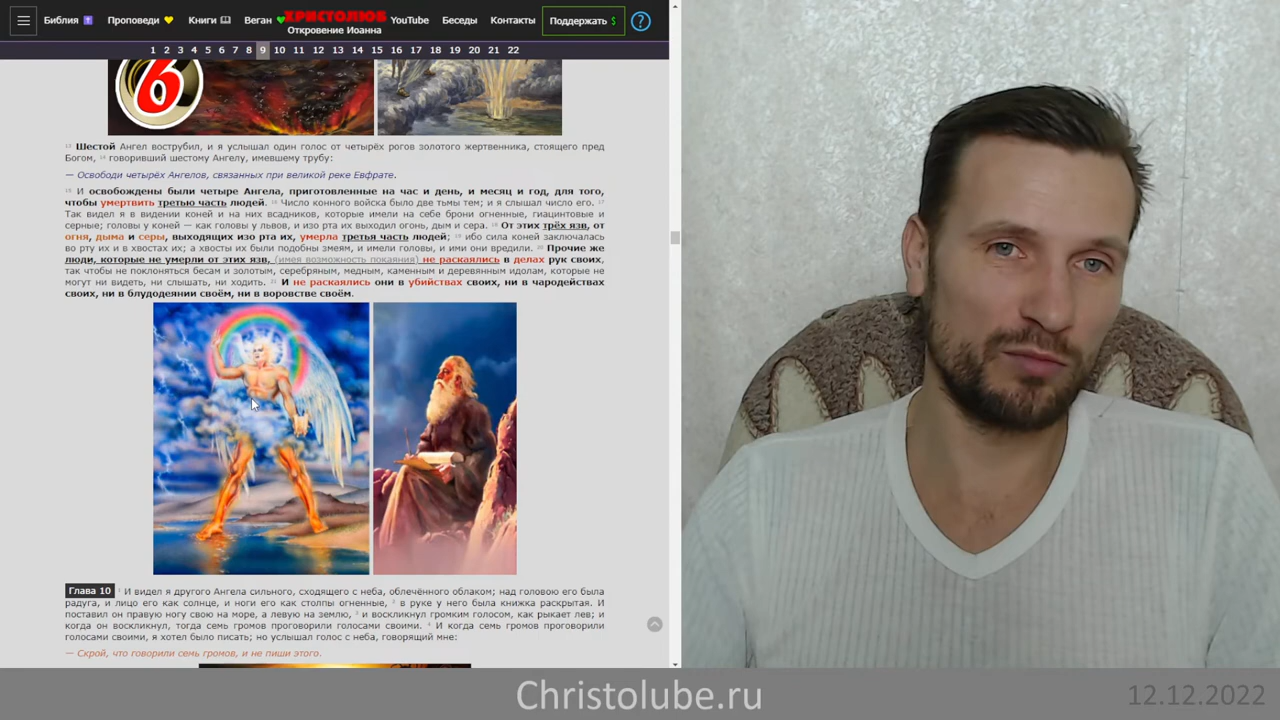 Библия Проповеди Книги Веган ХРИСТОЛЮБ YouTube Беседы Контакты Поддержать $ ?
Откровение Иоанна
1 2 3 4 5 6 7 8 9 10 11 12 13 14 15 16 17 18 19 20 21 22
6
13 Шестой Ангел вострубил, и я услышал один голос от четырёх рогов золотого жертвенника, стоящего пред
Богом, 14 говоривший шестому Ангелу, имевшему трубу:
— Освободи четырёх Ангелов, связанных при великой реке Евфрате.
15 И освобождены были четыре Ангела, приготовленные на час и день, и месяц и год, для того,
чтобы умертвить третью часть людей. 16 Число конного войска было две тьмы тем; и я слышал число его. 17
Так видел я в видении коней и на них всадников, которые имели на себе брони огненные, гиацинтовые и
серные; головы у коней — как головы у львов, и изо рта их выходил огонь, дым и сера. 18 От этих трёх язв, от
огня, дыма и серы, выходящих изо рта их, умерла третья часть людей; 19 ибо сила коней заключалась
во рту их и в хвостах их; а хвосты их были подобны змеям, и имели головы, и ими они вредили. 20 Прочие же
люди, которые не умерли от этих язв, (имея возможность покаяния) не раскаялись в делах рук своих,
так чтобы не поклоняться бесам и золотым, серебряным, медным, каменным и деревянным идолам, которые не
могут ни видеть, ни слышать, ни ходить. 21 И не раскаялись они в убийствах своих, ни в чародействах
своих, ни в блудодеянии своём, ни в воровстве своём.
Глава 10 1 И видел я другого Ангела сильного, сходящего с неба, облечённого облаком; над головою его была
радуга, и лицо его как солнце, и ноги его как столпы огненные, 2 в руке у него была книжка раскрытая. И
поставил он правую ногу свою на море, а левую на землю, 3 и воскликнул громким голосом, как рыкает лев; и
когда он воскликнул, тогда семь громов проговорили голосами своими. 4 И когда семь громов проговорили
голосами своими, я хотел было писать; но услышал голос с неба, говорящий мне:
— Скрой, что говорили семь громов, и не пиши этого.
Christolube.ru
12.12.2022